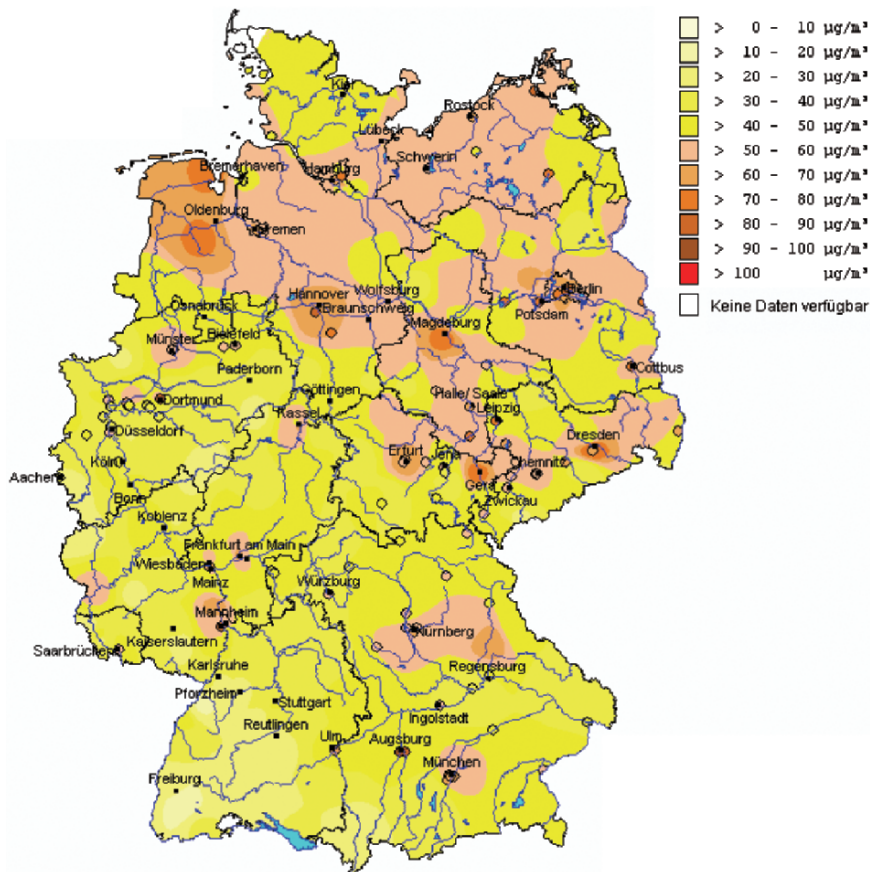 > 0 - 10 µg/m³
> 10 - 20 µg/m³
> 20 - 30 µg/m³
> 30 - 40 µg/m³
> 40 - 50 µg/m³
> 50 - 60 µg/m³
> 60 - 70 µg/m³
> 70 - 80 µg/m³
> 80 - 90 µg/m³
> 90 - 100 µg/m³
> 100 µg/m³
Keine Daten verfügbar
Kiel
Rostock
Lübeck
Schwerin
Bremerhaven
Hamburg
Oldenburg
Bremen
Hannover
Wolfsburg
Berlin
Osnabrück
Braunschweig
Potsdam
Magdeburg
Münster
Bielefeld
Paderborn
Cottbus
Göttingen
Halle/ Saale
Dortmund
Kassel
Leipzig
Düsseldorf
Dresden
Erfurt
Jena
Köln
Chemnitz
Aachen
Gera
Bonn
Zwickau
Koblenz
Frankfurt am Main
Wiesbaden
Mainz
Würzburg
Mannheim
Nürnberg
Kaiserslautern
Saarbrücken
Karlsruhe
Regensburg
Pforzheim
Stuttgart
Ingolstadt
Reutlingen
Ulm
Augsburg
München
Freiburg